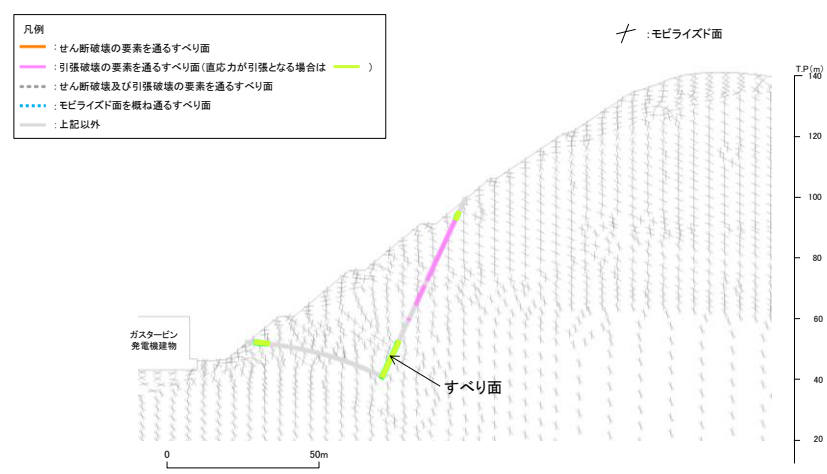 凡例
：せん断破壊の要素を通るすべり面
：引張破壊の要素を通るすべり面(直応力が引張となる場合は　　　)
：せん断破壊及び引張破壊の要素を通るすべり面
：モビライズド面を概ね通るすべり面
：上記以外
：モビライズド面
T.P(m)
140
120
100
80
60
40
20
ガスタービン
発電機建物
すべり面
0
50m